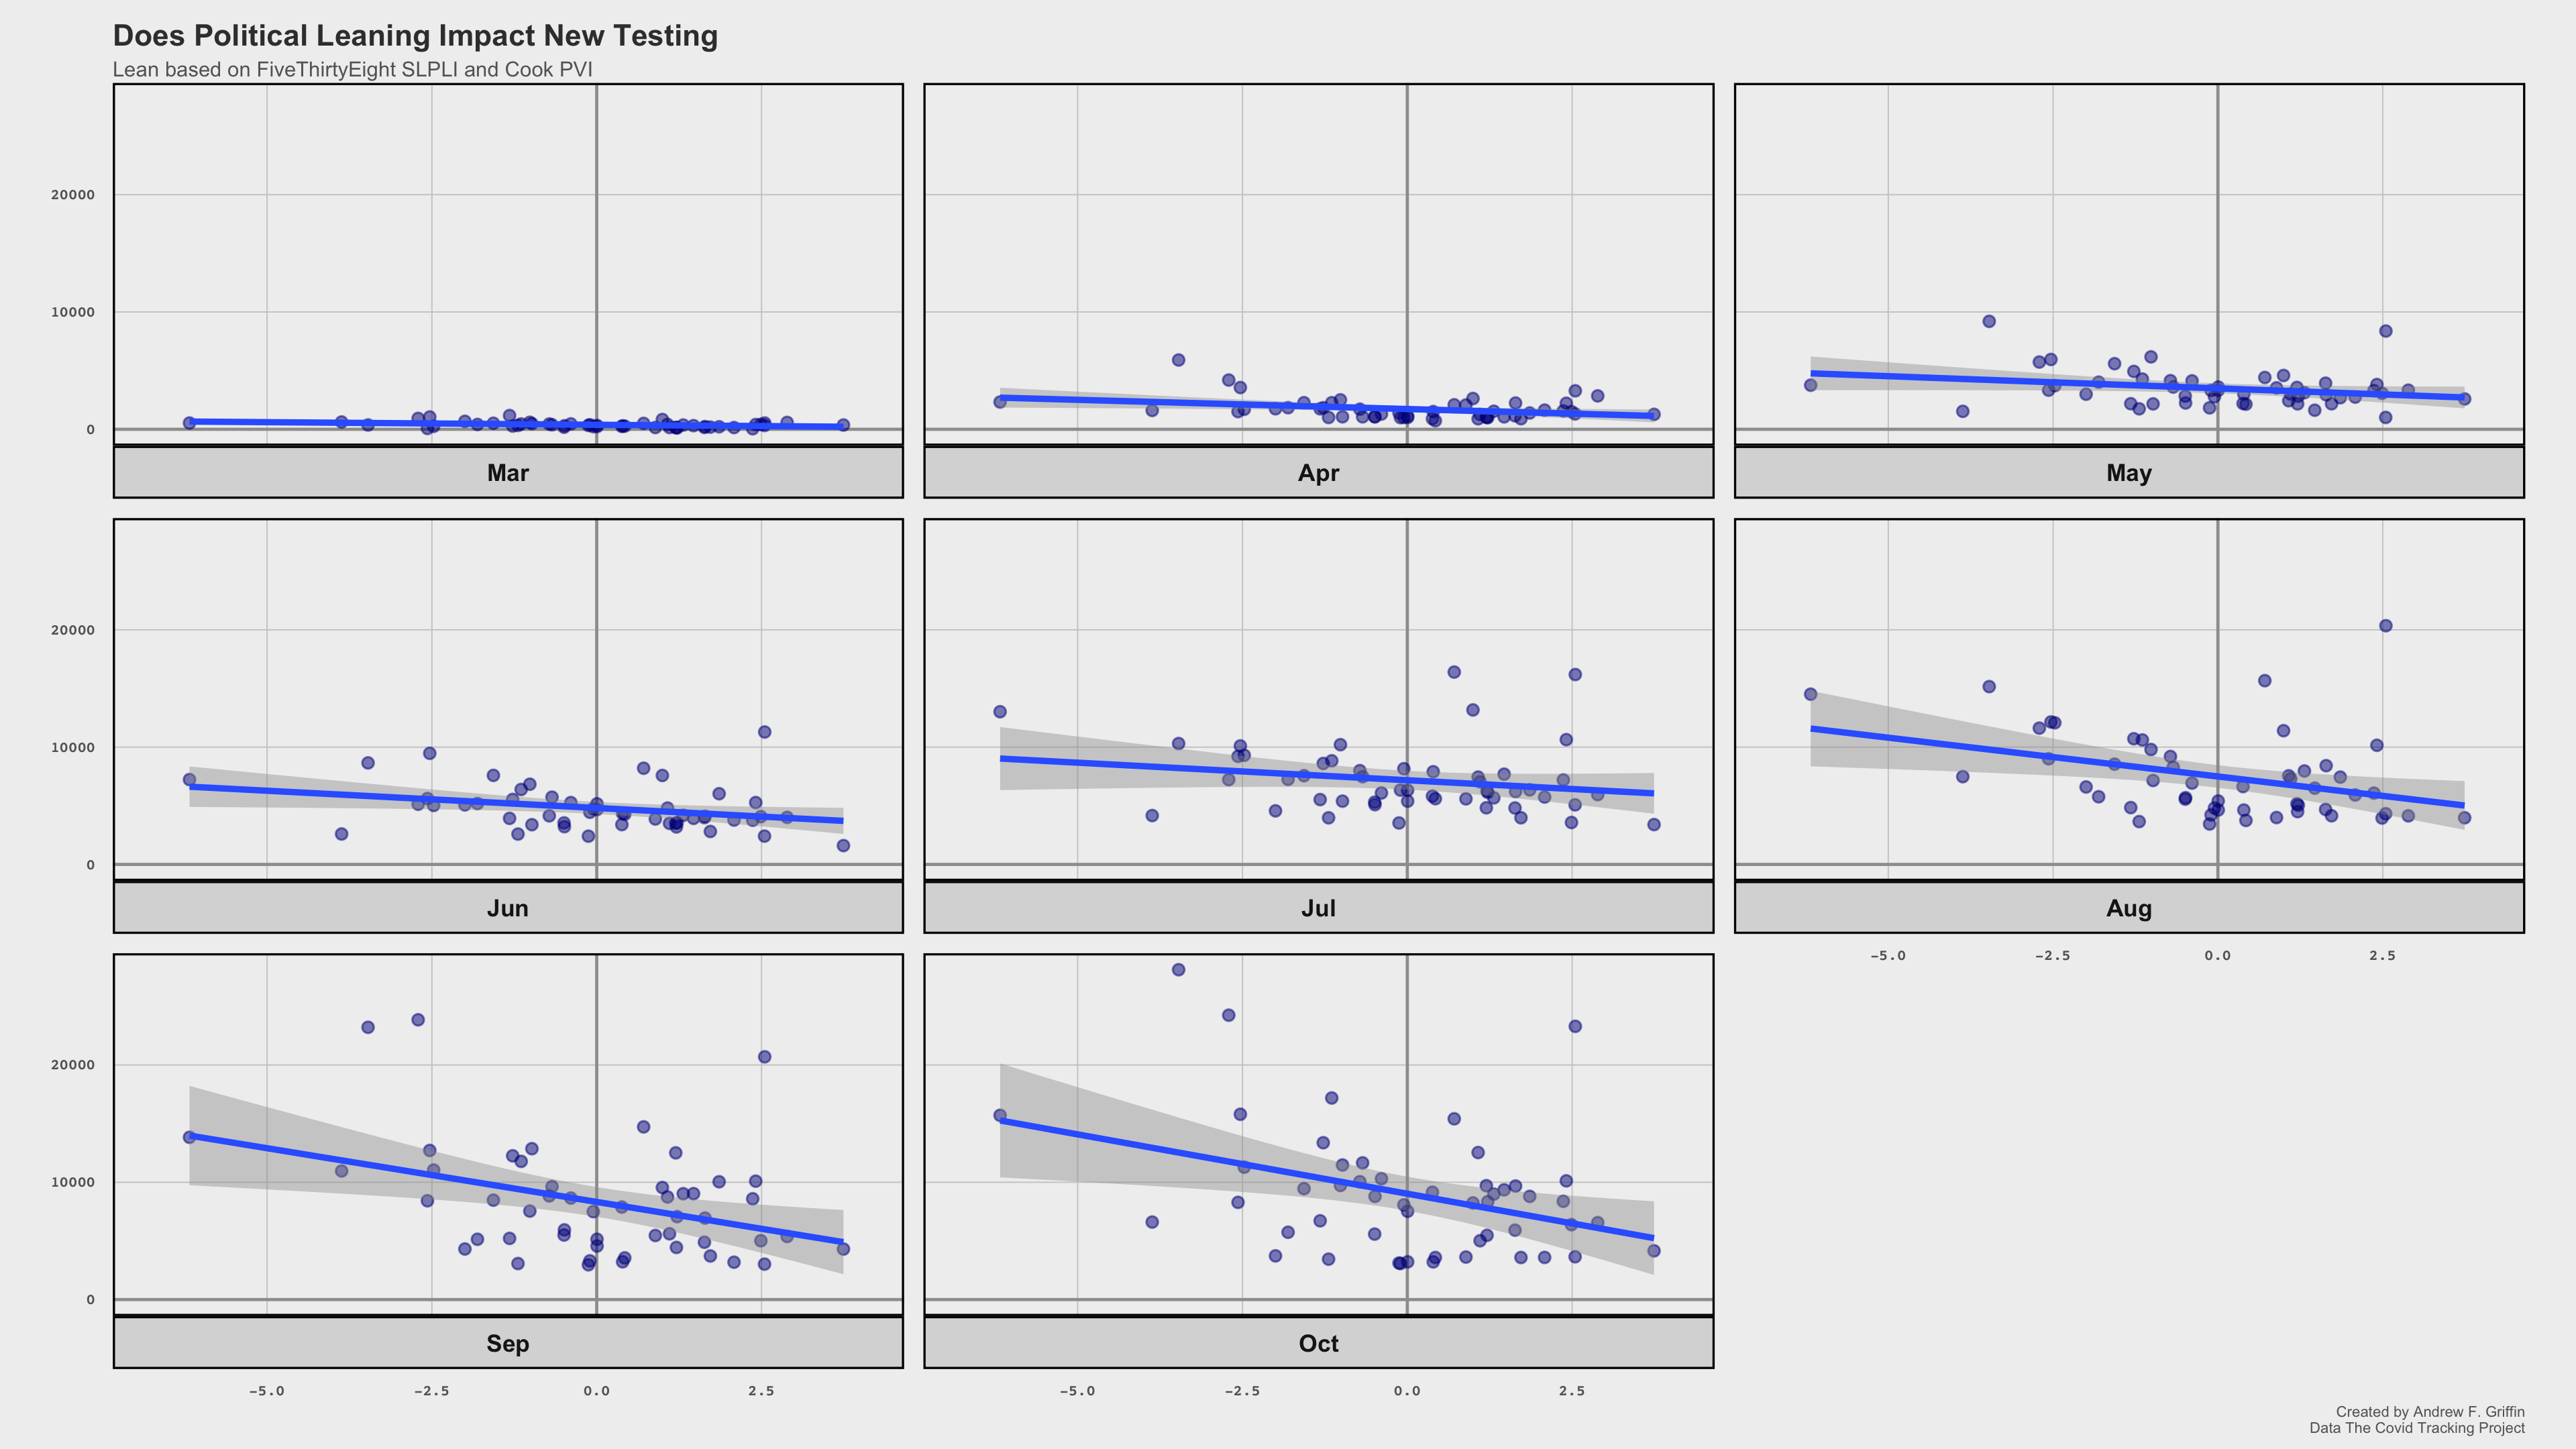 Does Political Leaning Impact New Testing
Lean based on FiveThirtyEight SLPLI and Cook PVI
20000
10000
0
Mar
Apr
May
20000
10000
0
Jun
Jul
Aug
-5.0
-2.5
0.0
2.5
20000
10000
0
Sep
Oct
-5.0
-2.5
0.0
2.5
-5.0
-2.5
0.0
2.5
Created by Andrew F. Griffin
Data The Covid Tracking Project